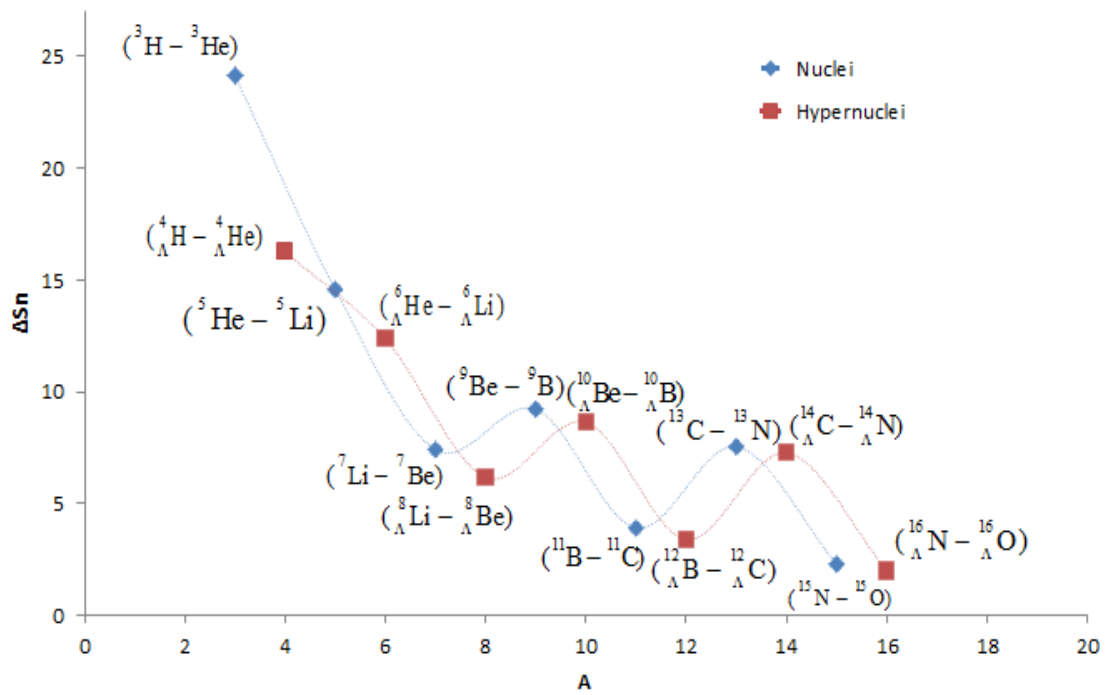 25
20
15
10
5
0
ΔSn
(³H – ³He)
(⁴ΛH – ⁴ΛHe)
(⁵He – ⁵Li)
(⁶ΛHe – ⁶ΛLi)
(⁷Li – ⁷Be)
(⁸ΛLi – ⁸ΛBe)
(⁹Be – ⁹B)
(¹⁰ΛBe – ¹⁰ΛB)
(¹¹B – ¹¹C)
(¹²ΛB – ¹²ΛC)
(¹³C – ¹³N)
(¹⁴ΛC – ¹⁴ΛN)
(¹⁵N – ¹⁵O)
(¹⁶ΛN – ¹⁶ΛO)
Nuclei
Hypernuclei
0 2 4 6 8 10 12 14 16 18 20
A